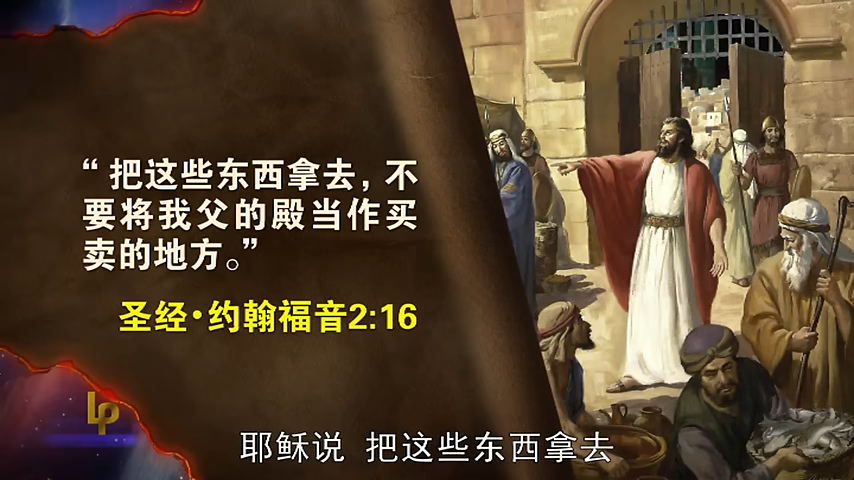 “把这些东西拿去，不
要将我父的殿当作买
卖的地方。”
圣经·约翰福音2:16
LP
耶稣说 把这些东西拿去